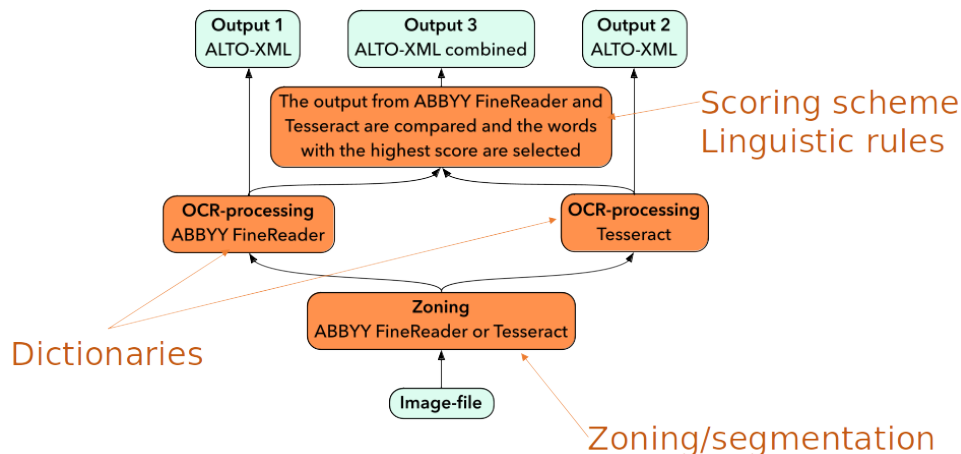 Output 1
ALTO-XML
Output 3
ALTO-XML combined
Output 2
ALTO-XML
The output from ABBYY FineReader and
Tesseract are compared and the words
with the highest score are selected
Scoring scheme
Linguistic rules
OCR-processing
ABBYY FineReader
OCR-processing
Tesseract
Zoning
ABBYY FineReader or Tesseract
Dictionaries
Image-file
Zoning/segmentation